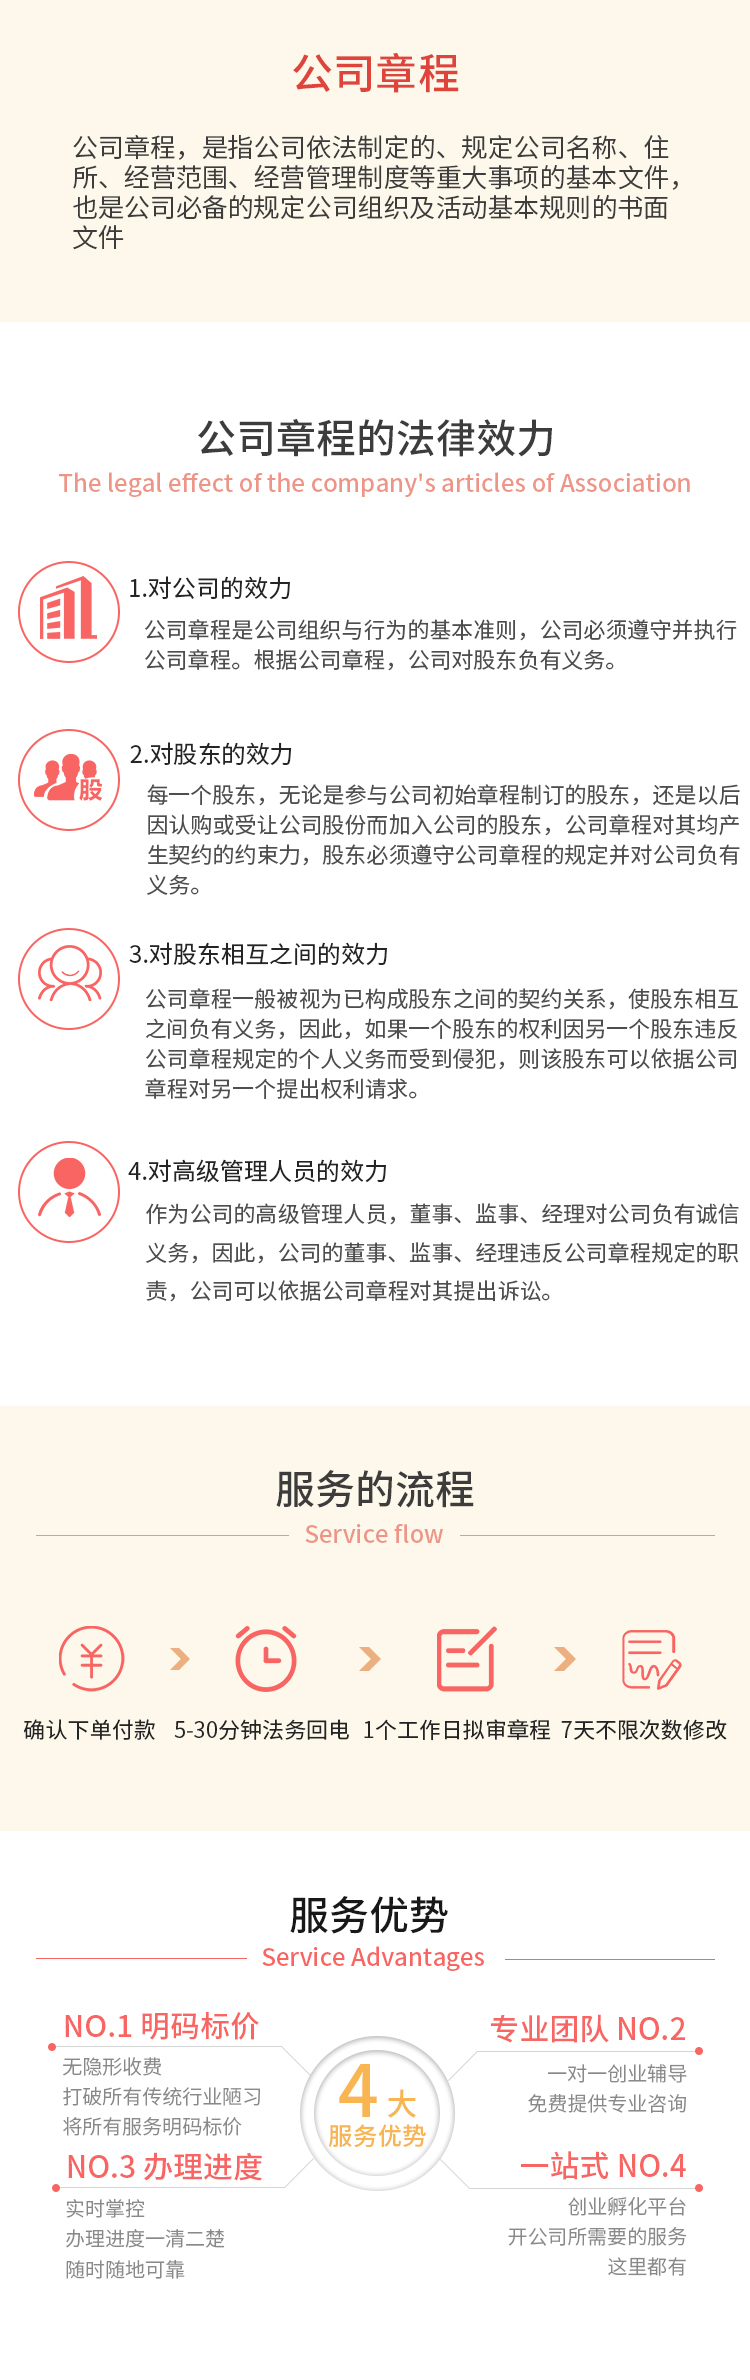 公司章程
公司章程，是指公司依法制定的、规定公司名称、住
所、经营范围、经营管理制度等重大事项的基本文件，
也是公司必备的规定公司组织及活动基本规则的书面
文件
公司章程的法律效力
The legal effect of the company's articles of Association
1.对公司的效力
公司章程是公司组织与行为的基本准则，公司必须遵守并执行
公司章程。根据公司章程，公司对股东负有义务。
2.对股东的效力
股
每一个股东，无论是参与公司初始章程制订的股东，还是以后
因认购或受让公司股份而加入公司的股东，公司章程对其均产
生契约的约束力，股东必须遵守公司章程的规定并对公司负有
义务。
3.对股东相互之间的效力
公司章程一般被视为已构成股东之间的契约关系，使股东相互
之间负有义务，因此，如果一个股东的权利因另一个股东违反
公司章程规定的个人义务而受到侵犯，则该股东可以依据公司
章程对另一个提出权利请求。
4.对高级管理人员的效力
作为公司的高级管理人员，董事、监事、经理对公司负有诚信
义务，因此，公司的董事、监事、经理违反公司章程规定的职
责，公司可以依据公司章程对其提出诉讼。
服务的流程
Service flow
确认下单付款
5-30分钟法务回电
1个工作日拟审章程
7天不限次数修改
服务优势
Service Advantages
NO.1 明码标价
无隐形收费
打破所有传统行业陋习
将所有服务明码标价
专业团队 NO.2
一对一创业辅导
免费提供专业咨询
4 大
服务优势
NO.3 办理进度
实时掌控
办理进度一清二楚
随时随地可靠
一站式 NO.4
创业孵化平台
开公司所需要的服务
这里都有